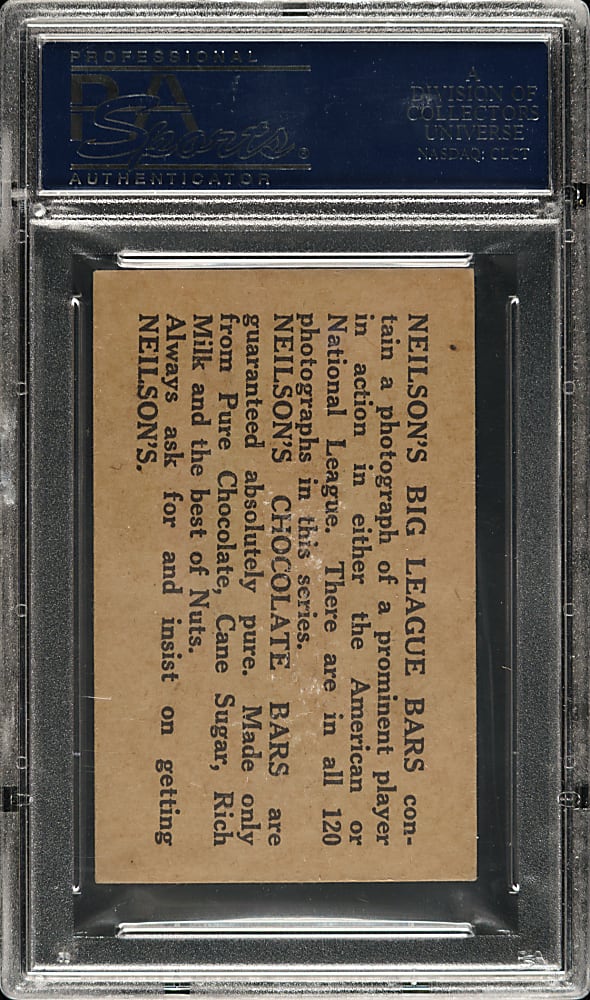 PROFESSIONAL
PSA
Sports®
AUTHENTICATOR
A
DIVISION OF
COLLECTORS
UNIVERSE
NASDAQ: CLCT
NEILSON'S BIG LEAGUE BARS con-
tain a photograph of a prominent player
in action in either the American or
National League. There are in all 120
photographs in this series.
NEILSON'S CHOCOLATE BARS are
guaranteed absolutely pure. Made only
from Pure Chocolate, Cane Sugar, Rich
Milk and the best of Nuts.
Always ask for and insist on getting
NEILSON'S.